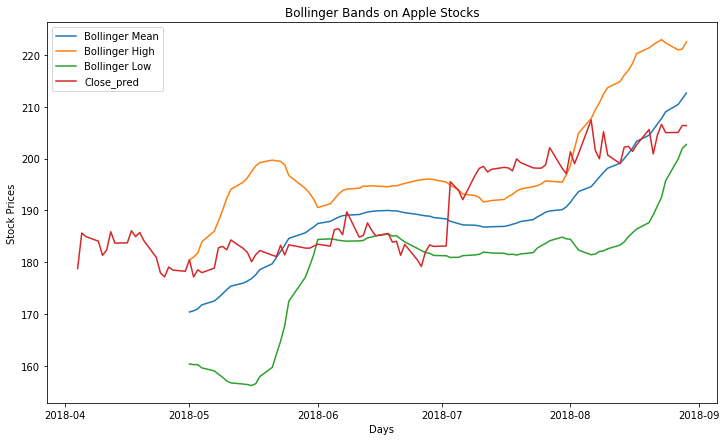 Bollinger Bands on Apple Stocks
Bollinger Mean
Bollinger High
Bollinger Low
Close_pred
220
210
200
190
180
170
160
Stock Prices
2018-04
2018-05
2018-06
2018-07
2018-08
2018-09
Days